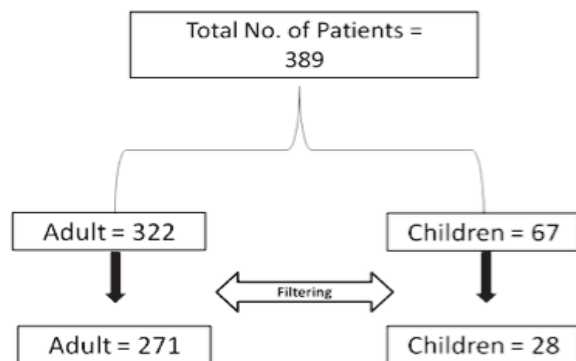 Total No. of Patients =
389
Adult = 322
Children = 67
Filtering
Adult = 271
Children = 28